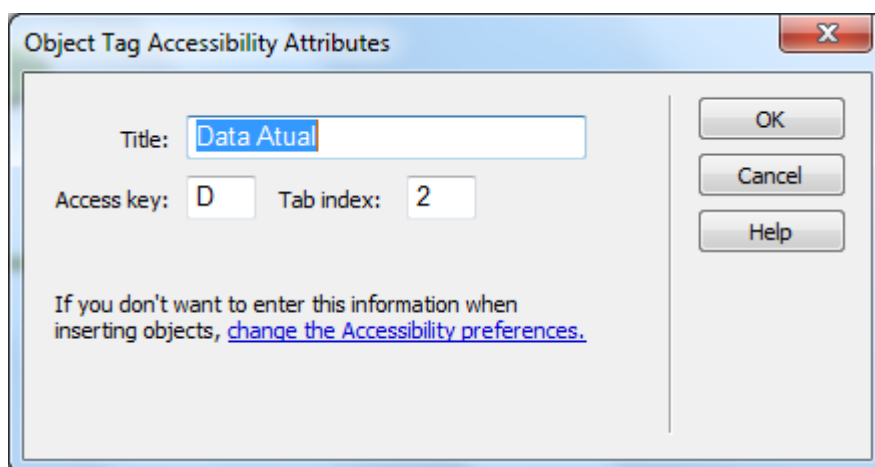 Object Tag Accessibility Attributes
Title: Data Atual
Access key: D Tab index: 2
If you don't want to enter this information when
inserting objects, change the Accessibility preferences.
OK
Cancel
Help